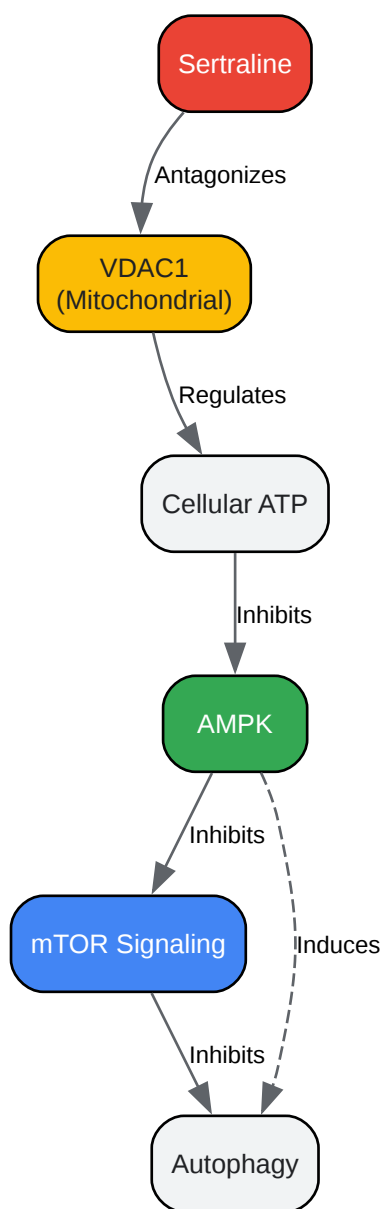 Sertraline
Antagonizes
VDAC1
(Mitochondrial)
Regulates
Cellular ATP
Inhibits
AMPK
Inhibits
mTOR Signaling
Induces
Inhibits
Autophagy